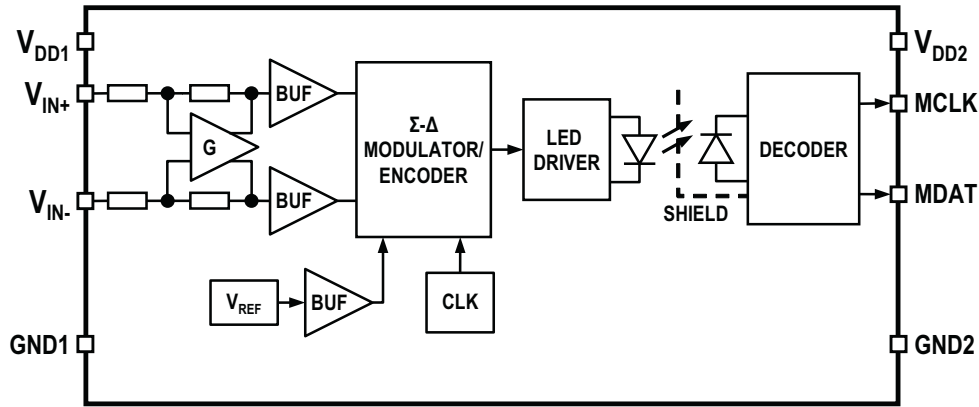 VDD1
VDD2
VIN+
BUF
MCLK
Σ-Δ
MODULATOR/
ENCODER
LED
DRIVER
DECODER
G
VIN-
BUF
MDAT
SHIELD
VREF
BUF
CLK
GND1
GND2